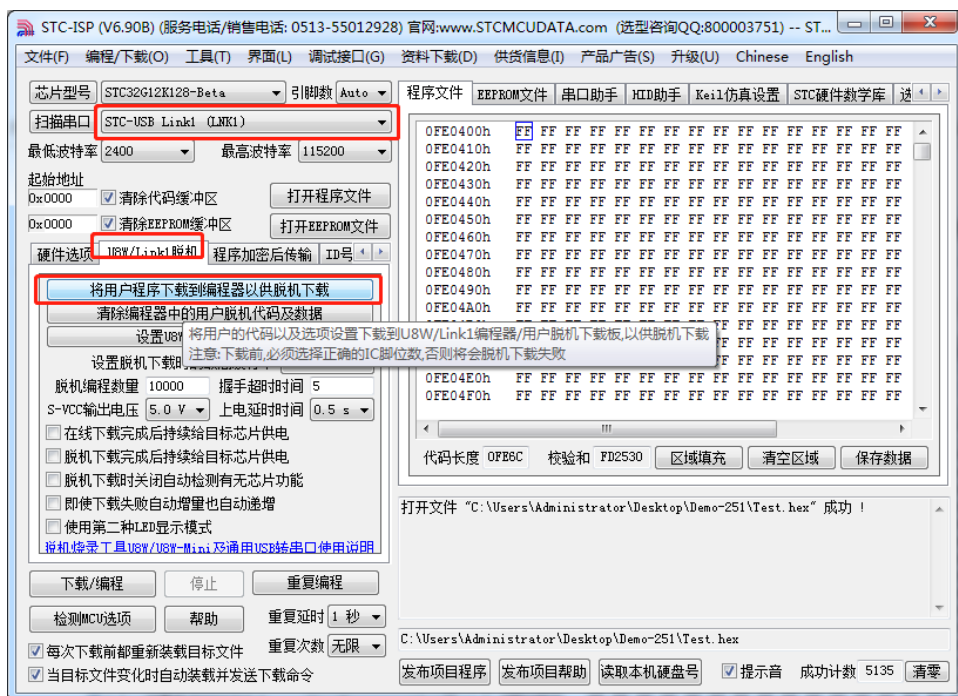 STC-ISP (V6.90B) (服务电话/销售电话: 0513-55012928) 官网:www.STCMCUDATA.com (选型咨询QQ:800003751) -- ST...
文件(F) 编程/下载(O) 工具(T) 界面(L) 调试接口(G) 资料下载(D) 供货信息(I) 产品广告(S) 升级(U) Chinese English
芯片型号 STC32G12K128-Beta 引脚数 Auto
扫描串口 STC-USB Link1 (LNK1)
最低波特率 2400 最高波特率 115200
起始地址
0x0000 清除代码缓冲区 打开程序文件
0x0000 清除EEPROM缓冲区 打开EEPROM文件
硬件选项 U8W/Link1脱机 程序加密后传输 ID号
将用户程序下载到编程器以供脱机下载
清除编程器中的用户脱机代码及数据
设置U8W
将用户的代码以及选项设置下载到U8W/Link1编程器/用户脱机下载板,以供脱机下载
注意:下载前,必须选择正确的IC脚位数,否则将会脱机下载失败
设置脱机下载时
脱机编程数量 10000 握手超时时间 5
S-VCC输出电压 5.0 V 上电延时时间 0.5 s
在线下载完成后持续给目标芯片供电
脱机下载完成后持续给目标芯片供电
脱机下载时关闭自动检测有无芯片功能
即使下载失败自动增量也自动递增
使用第二种LED显示模式
脱机烧录工具U8W/U8W-Mini及通用USB转串口使用说明
下载/编程 停止 重复编程
检测MCU选项 帮助 重复延时 1 秒
每次下载前都重新装载目标文件 重复次数 无限
当目标文件变化时自动装载并发送下载命令
程序文件 EEPROM文件 串口助手 HID助手 Keil仿真设置 STC硬件数学库 选
0FE0400h FF FF FF FF FF FF FF FF FF FF FF FF FF FF FF FF
0FE0410h FF FF FF FF FF FF FF FF FF FF FF FF FF FF FF FF
0FE0420h FF FF FF FF FF FF FF FF FF FF FF FF FF FF FF FF
0FE0430h FF FF FF FF FF FF FF FF FF FF FF FF FF FF FF FF
0FE0440h FF FF FF FF FF FF FF FF FF FF FF FF FF FF FF FF
0FE0450h FF FF FF FF FF FF FF FF FF FF FF FF FF FF FF FF
0FE0460h FF FF FF FF FF FF FF FF FF FF FF FF FF FF FF FF
0FE0470h FF FF FF FF FF FF FF FF FF FF FF FF FF FF FF FF
0FE0480h FF FF FF FF FF FF FF FF FF FF FF FF FF FF FF FF
0FE0490h FF FF FF FF FF FF FF FF FF FF FF FF FF FF FF FF
0FE04A0h FF FF FF FF FF FF FF FF FF FF FF FF FF FF FF FF
FF FF
FF FF
FF FF
0FE04E0h FF FF FF FF FF FF FF FF FF FF FF FF FF FF FF FF
0FE04F0h FF FF FF FF FF FF FF FF FF FF FF FF FF FF FF FF
代码长度 0FE6C 校验和 FD2530 区域填充 清空区域 保存数据
打开文件 “C:\Users\Administrator\Desktop\Demo-251\Test.hex” 成功 !
C:\Users\Administrator\Desktop\Demo-251\Test.hex
发布项目程序 发布项目帮助 读取本机硬盘号 提示音 成功计数 5135 清零